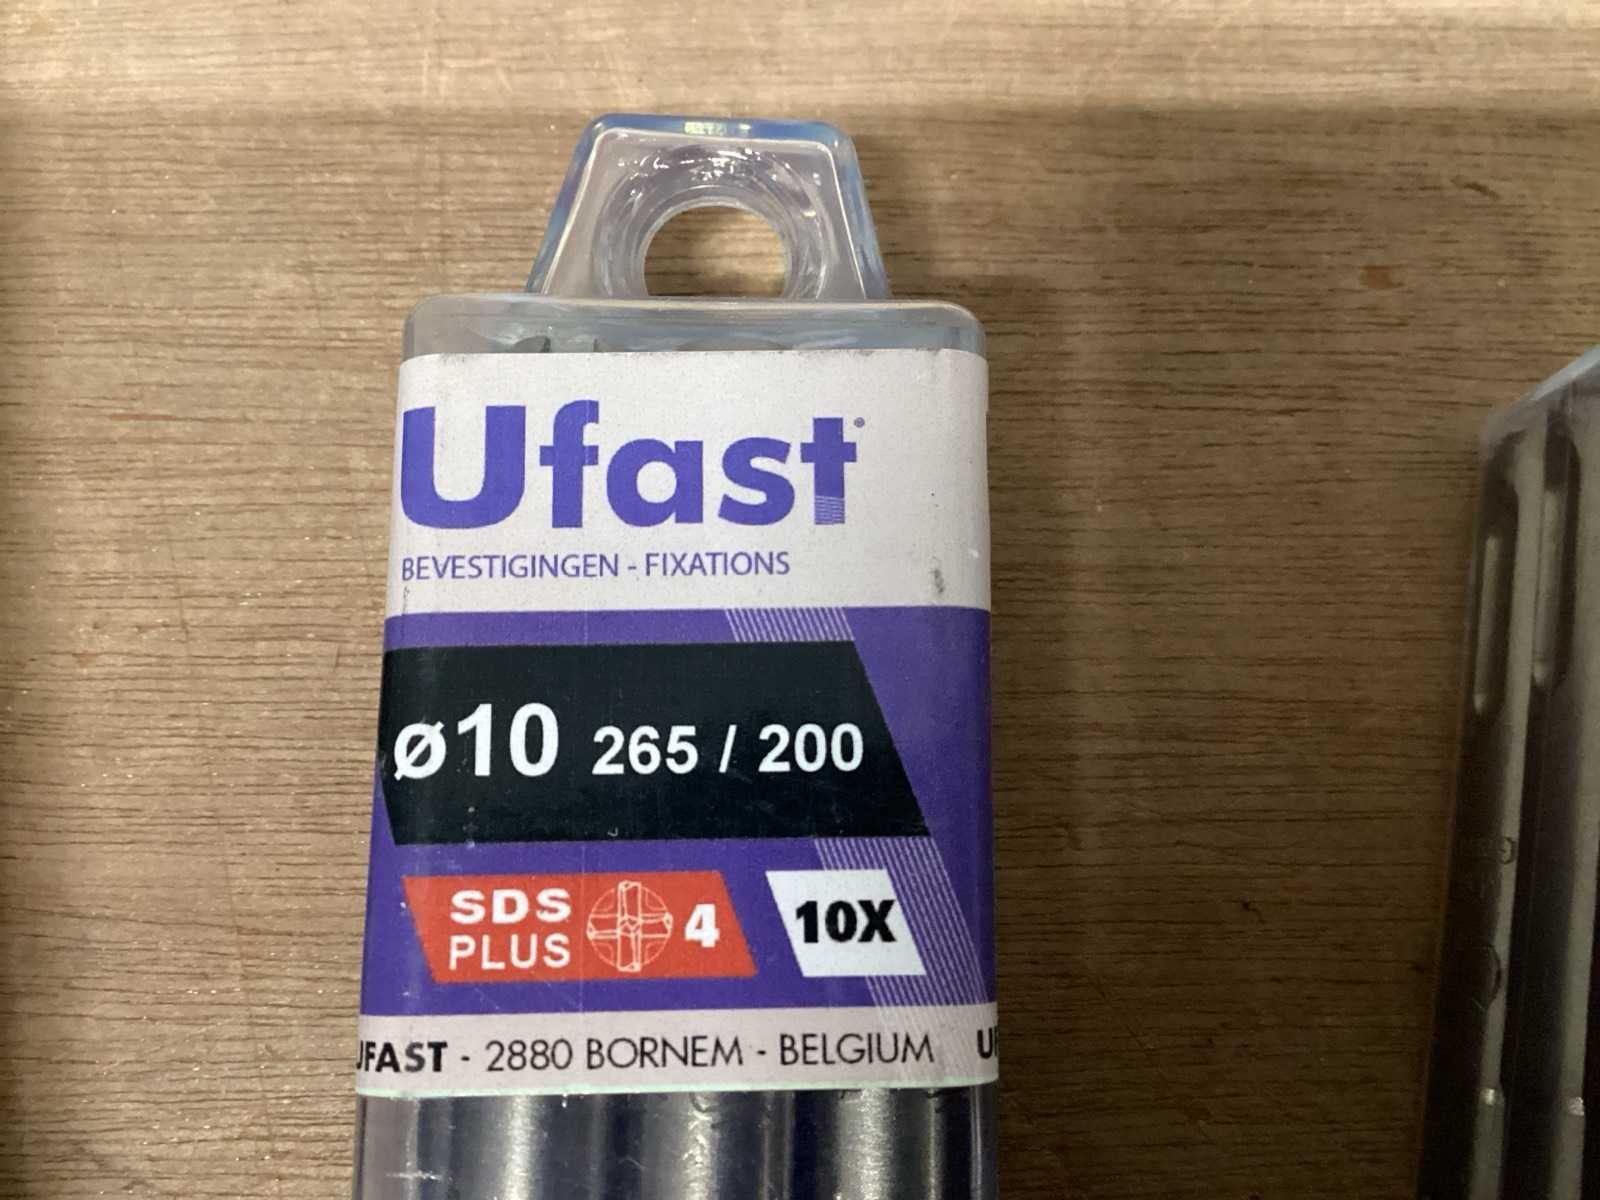 Ufast®
BEVESTIGINGEN - FIXATIONS
ø10 265 / 200
SDS
PLUS
4
10X
UFAST - 2880 BORNEM - BELGIUM